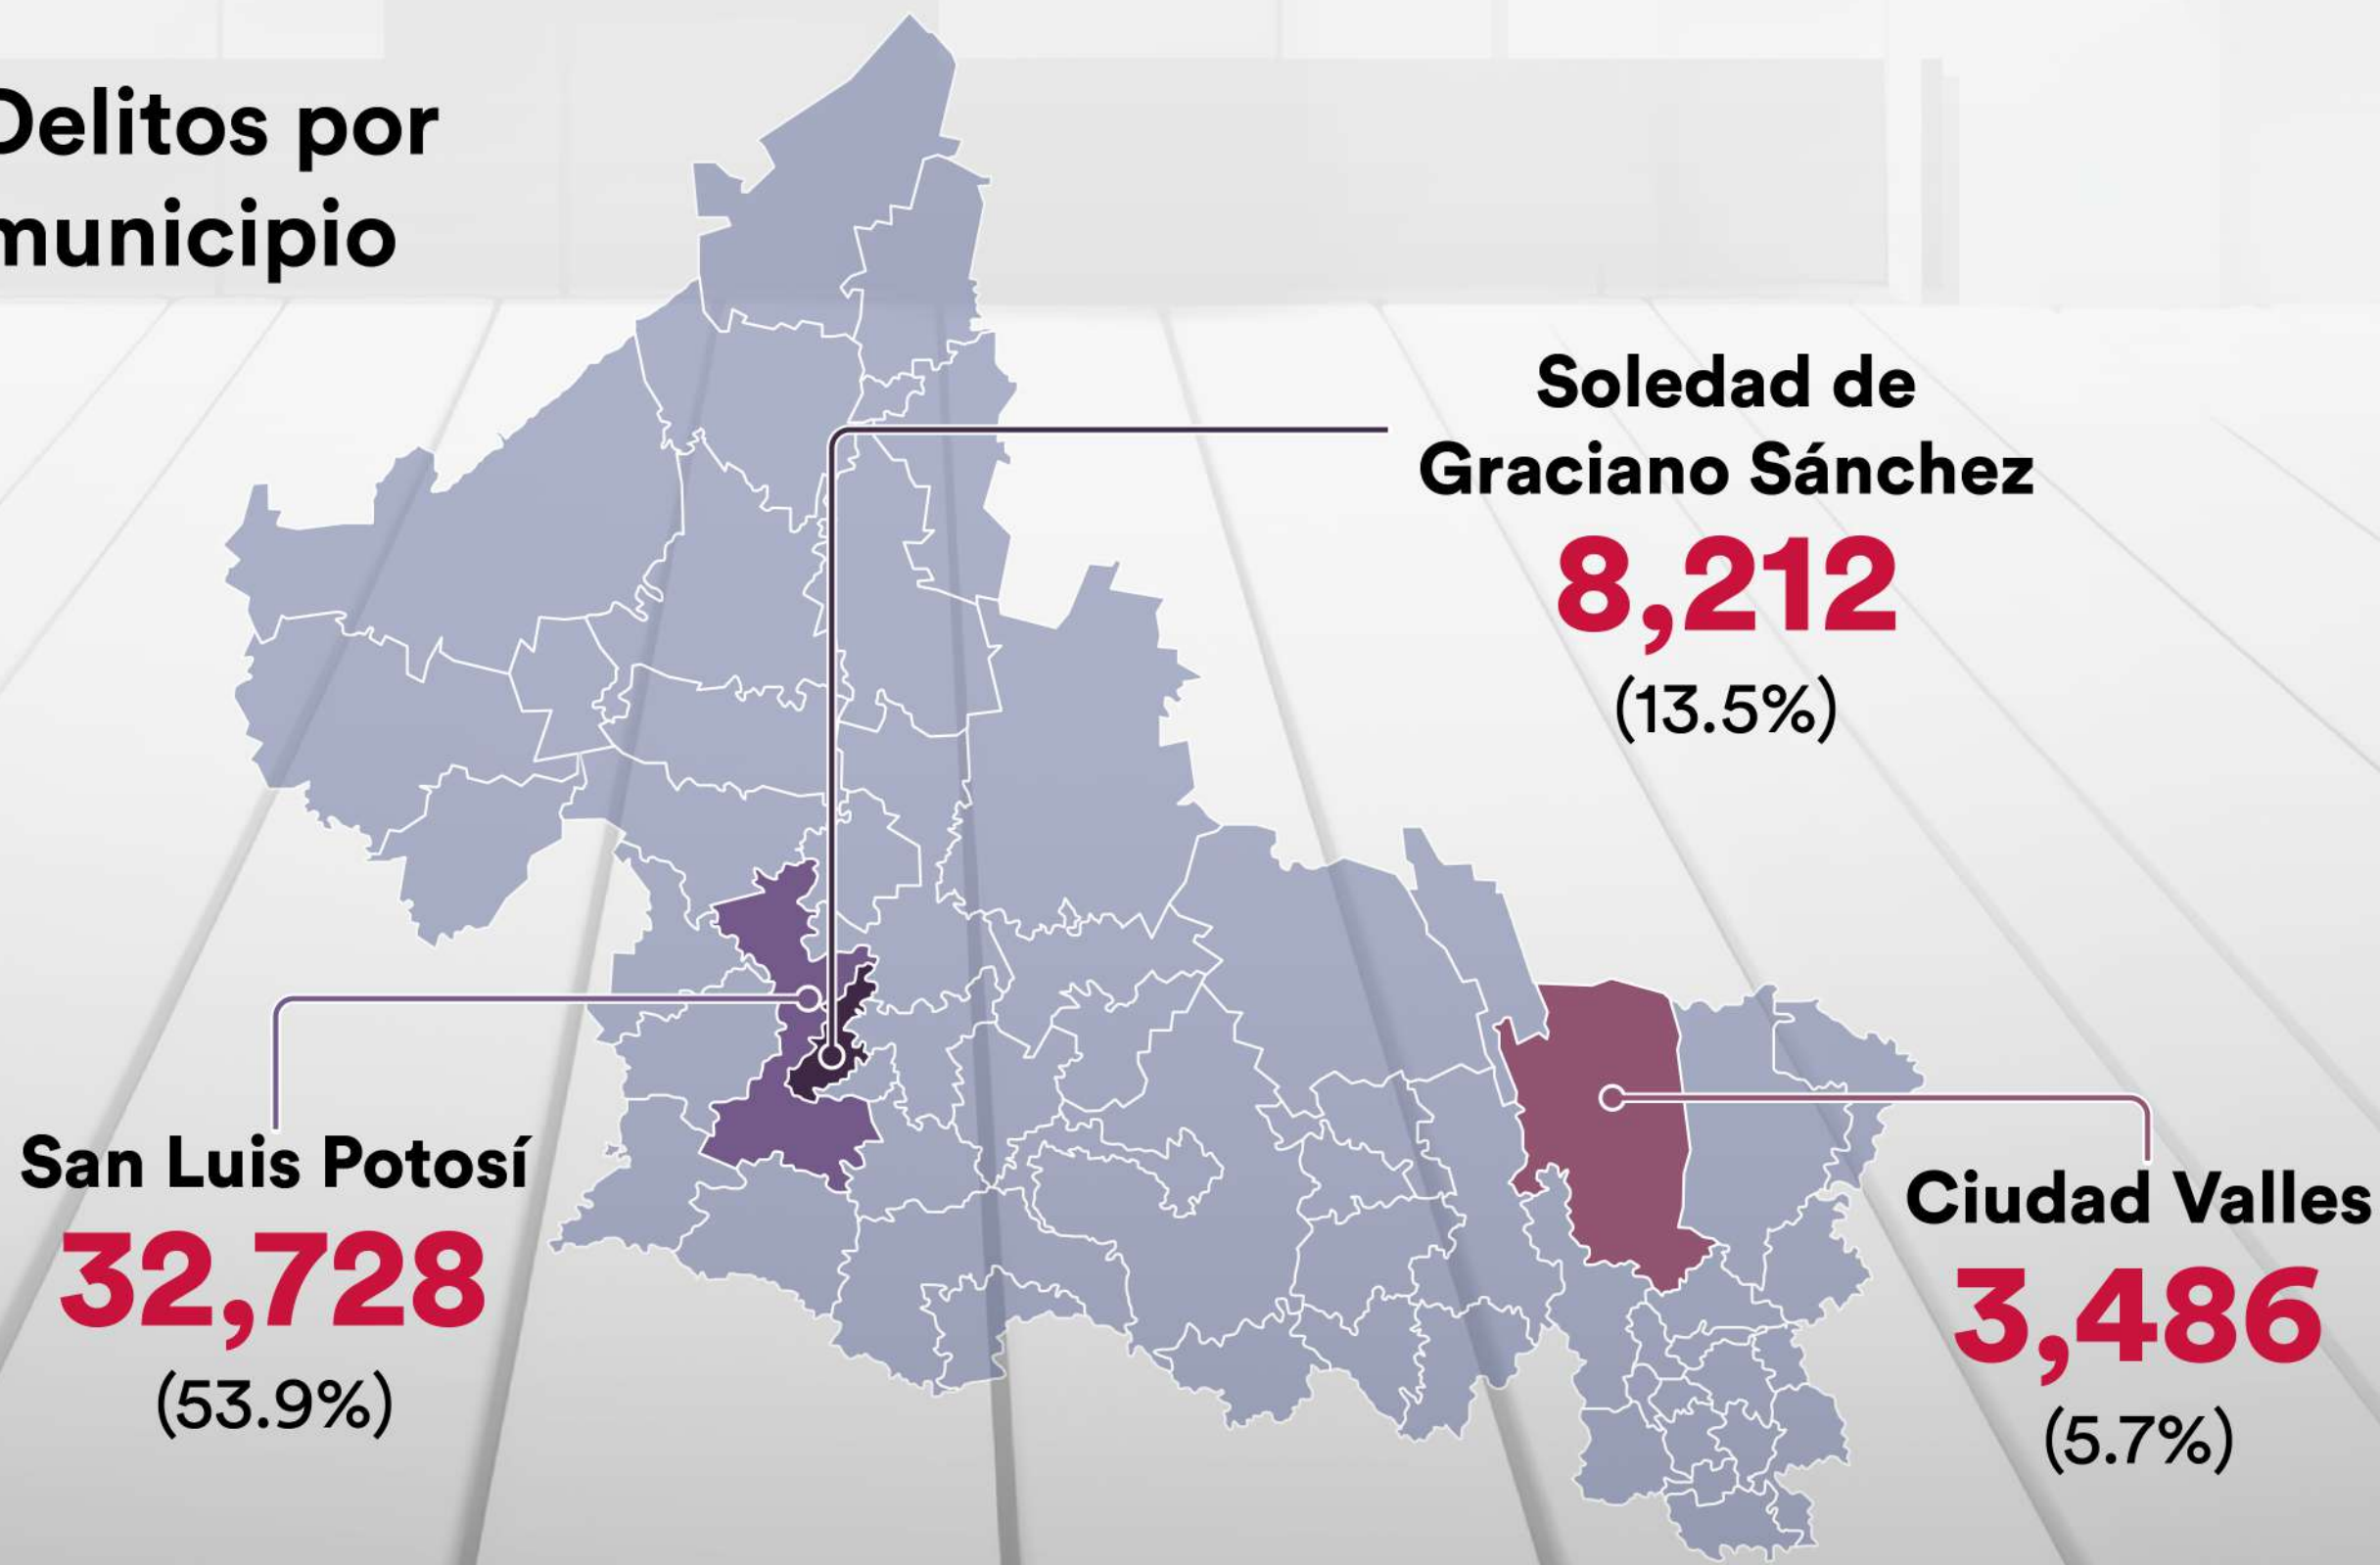 Delitos por
municipio
Soledad de
Graciano Sánchez
8,212
(13.5%)
San Luis Potosí
32,728
(53.9%)
Ciudad Valles
3,486
(5.7%)